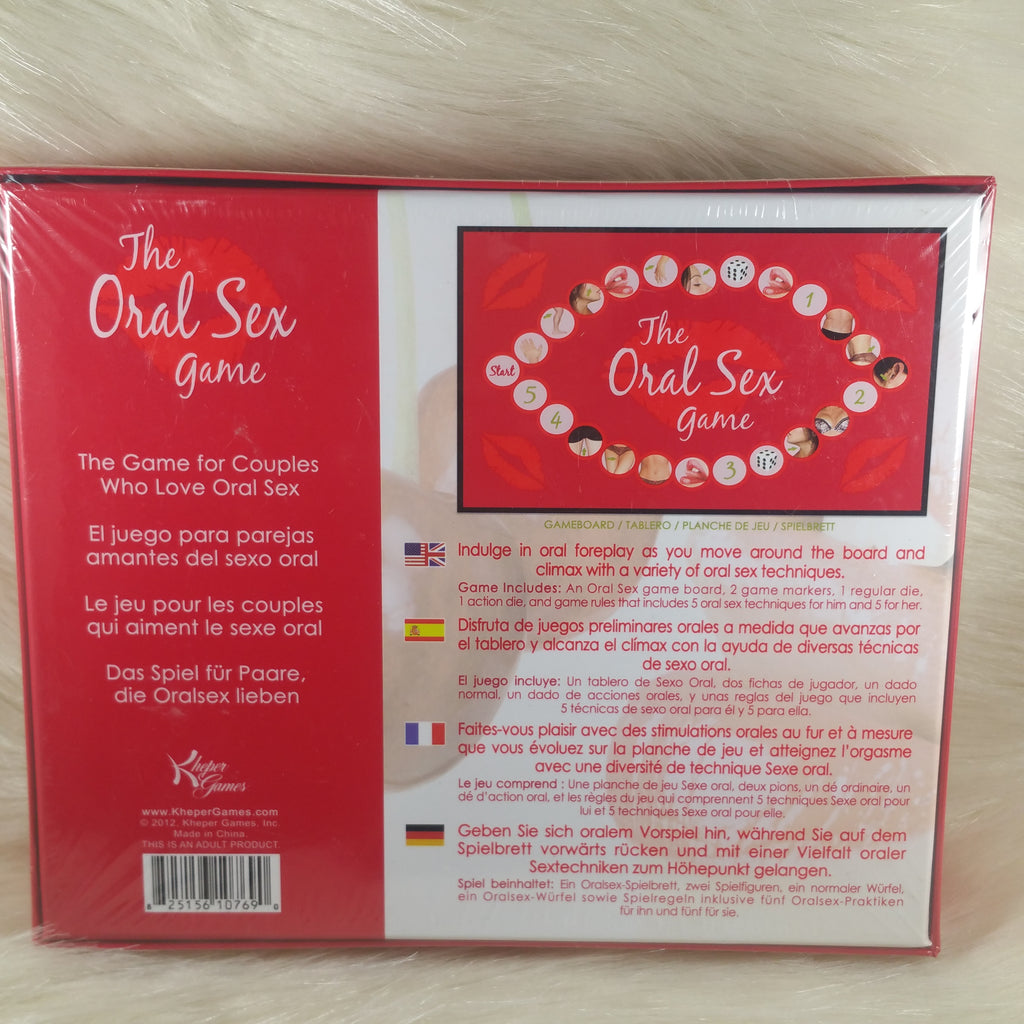 The
Oral Sex
Game
The Game for Couples
Who Love Oral Sex
El juego para parejas
amantes del sexo oral
Le jeu pour les couples
qui aiment le sexe oral
Das Spiel für Paare,
die Oralsex lieben
Kheper
Games
www.KheperGames.com
© 2012, Kheper Games, Inc.
Made in China.
THIS IS AN ADULT PRODUCT.
8 25156 10769 0
1
Start
5
4
2
3
The
Oral Sex
Game
GAMEBOARD / TABLERO / PLANCHE DE JEU / SPIELBRETT
Indulge in oral foreplay as you move around the board and
climax with a variety of oral sex techniques.
Game Includes: An Oral Sex game board, 2 game markers, 1 regular die,
1 action die, and game rules that includes 5 oral sex techniques for him and 5 for her.
Disfruta de juegos preliminares orales a medida que avanzas por
el tablero y alcanza el clímax con la ayuda de diversas técnicas
de sexo oral.
El juego incluye: Un tablero de Sexo Oral, dos fichas de jugador, un dado
normal, un dado de acciones orales, y unas reglas del juego que incluyen
5 técnicas de sexo oral para él y 5 para ella.
Faites-vous plaisir avec des stimulations orales au fur et à mesure
que vous évoluez sur la planche de jeu et atteignez l'orgasme
avec une diversité de technique Sexe oral.
Le jeu comprend : Une planche de jeu Sexe oral, deux pions, un dé ordinaire, un
dé d'action oral, et les règles du jeu qui comprennent 5 techniques Sexe oral pour
lui et 5 techniques Sexe oral pour elle.
Geben Sie sich oralem Vorspiel hin, während Sie auf dem
Spielbrett vorwärts rücken und mit einer Vielfalt oraler
Sextechniken zum Höhepunkt gelangen.
Spiel beinhaltet: Ein Oralsex-Spielbrett, zwei Spielfiguren, ein normaler Würfel,
ein Oralsex-Würfel sowie Spielregeln inklusive fünf Oralsex-Praktiken
für ihn und fünf für sie.